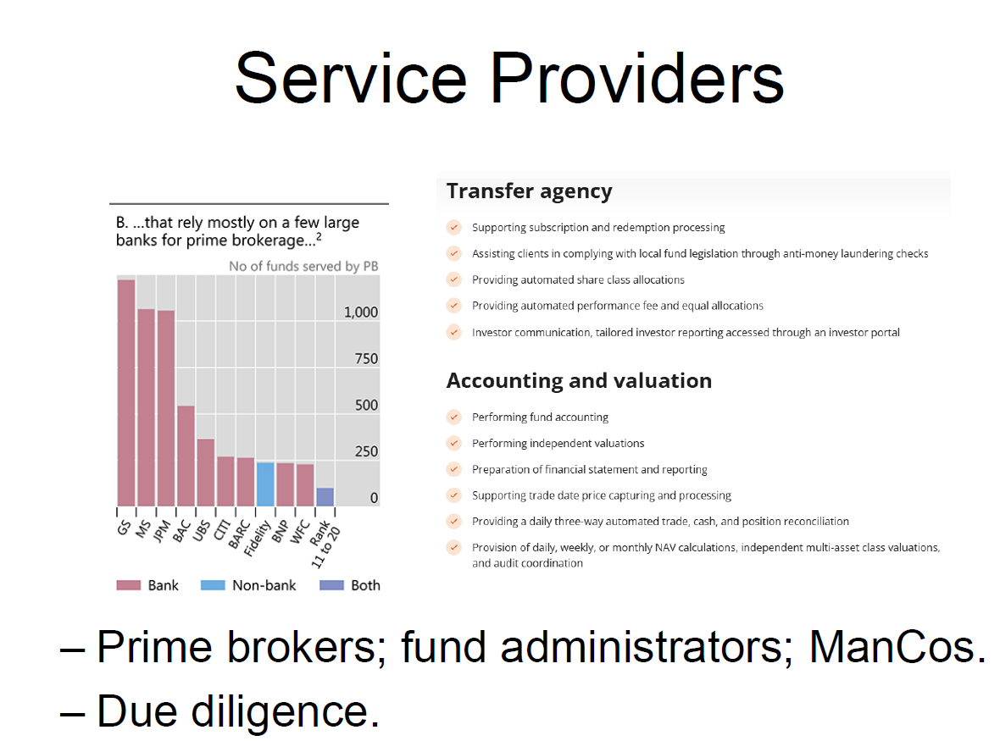 Service Providers
B. ...that rely mostly on a few large
banks for prime brokerage...2
No of funds served by PB
1,000
750
500
250
0
GS
MS
JPM
BAC
UBS
CITI
BARC
Fidelity
BNP
WFC
Rank
11 to 20
Bank
Non-bank
Both
Transfer agency
Supporting subscription and redemption processing
Assisting clients in complying with local fund legislation through anti-money laundering checks
Providing automated share class allocations
Providing automated performance fee and equal allocations
Investor communication, tailored investor reporting accessed through an investor portal
Accounting and valuation
Performing fund accounting
Performing independent valuations
Preparation of financial statement and reporting
Supporting trade date price capturing and processing
Providing a daily three-way automated trade, cash, and position reconciliation
Provision of daily, weekly, or monthly NAV calculations, independent multi-asset class valuations,
and audit coordination
– Prime brokers; fund administrators; ManCos.
– Due diligence.